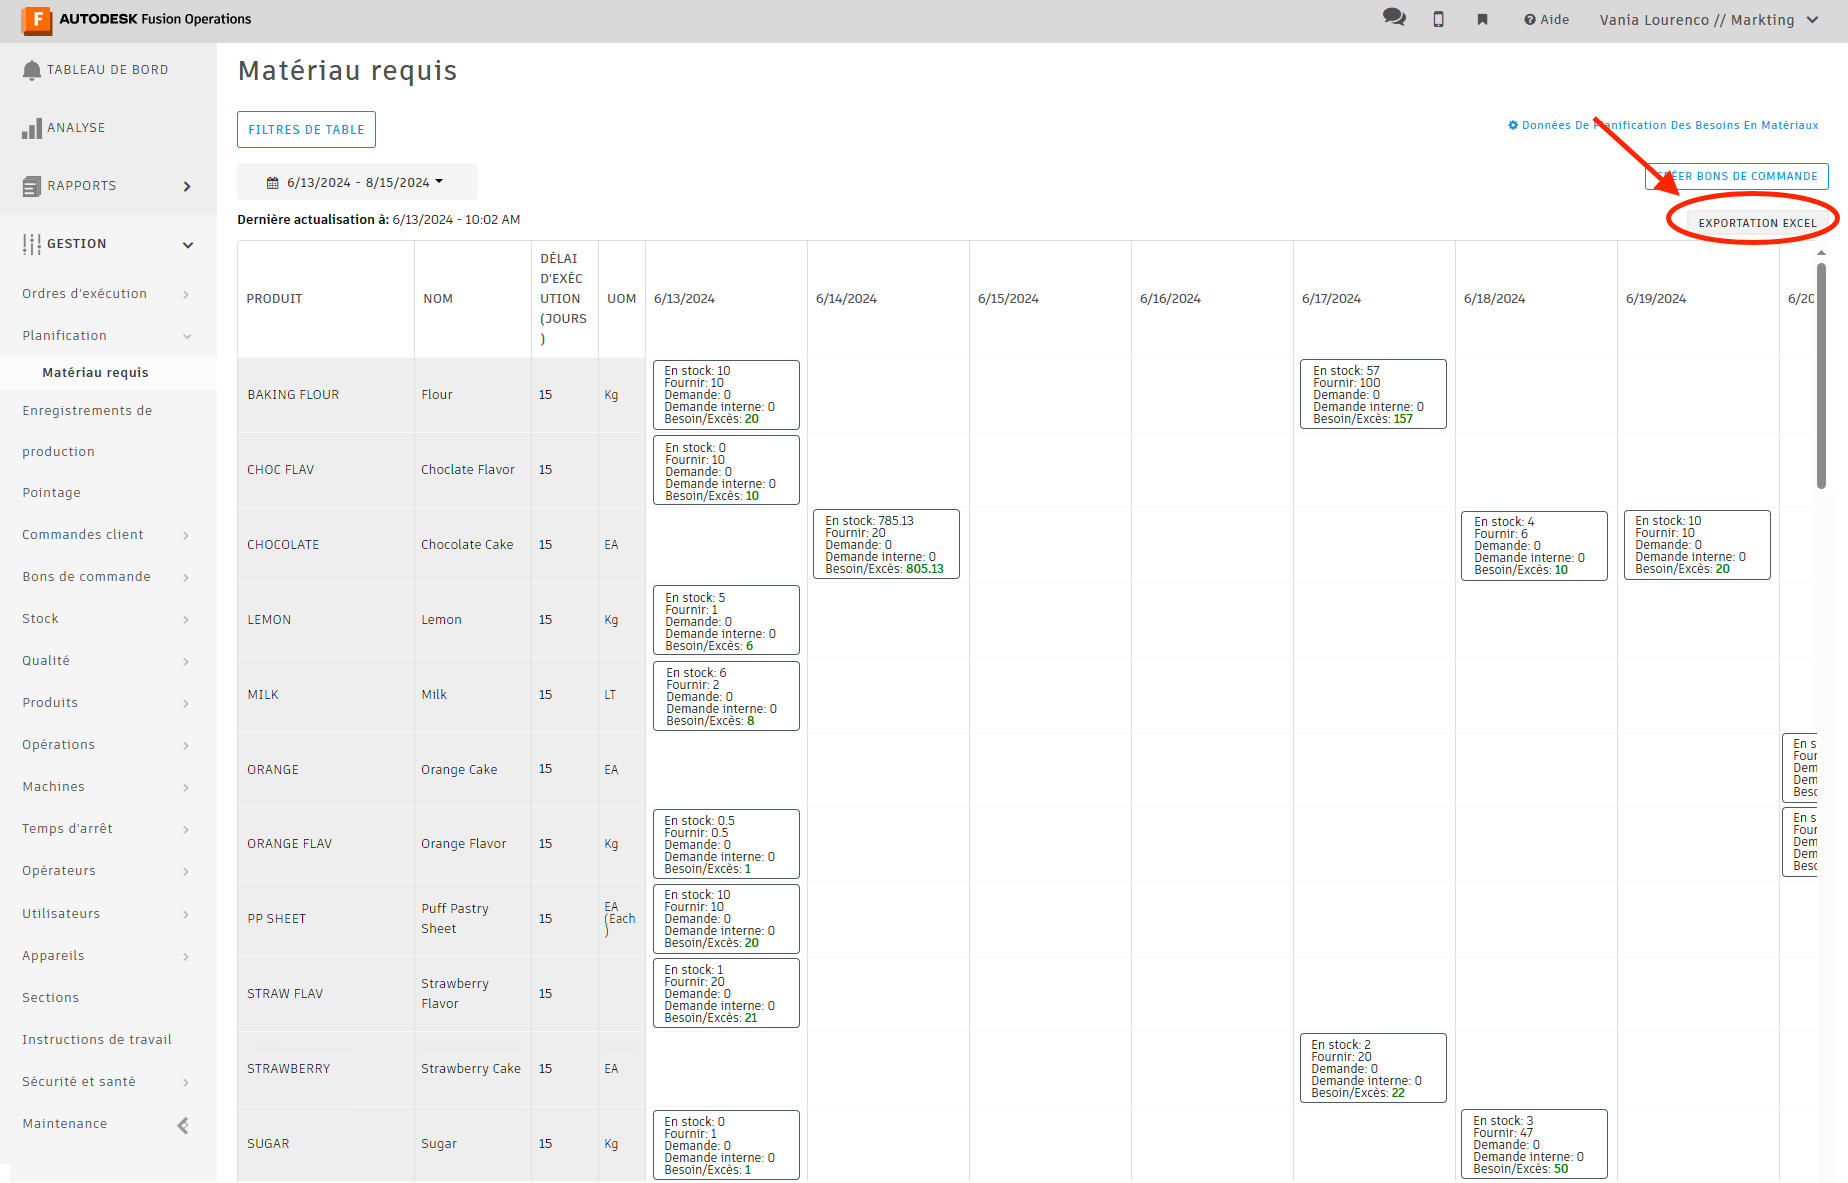 AUTODESK Fusion Operations
Aide
Vania Lourenco // Markting
TABLEAU DE BORD
ANALYSE
RAPPORTS
GESTION
Ordres d'exécution
Planification
Matériau requis
Enregistrements de
production
Pointage
Commandes client
Bons de commande
Stock
Qualité
Produits
Opérations
Machines
Temps d'arrêt
Opérateurs
Utilisateurs
Appareils
Sections
Instructions de travail
Sécurité et santé
Maintenance
Matériau requis
FILTRES DE TABLE
Données De Planification Des Besoins En Matériaux
6/13/2024 - 8/15/2024
CRÉER BONS DE COMMANDE
Dernière actualisation à: 6/13/2024 - 10:02 AM
EXPORTATION EXCEL
PRODUIT
NOM
DÉLAI
D'EXÉC
UTION
(JOURS
)
UOM
6/13/2024
6/14/2024
6/15/2024
6/16/2024
6/17/2024
6/18/2024
6/19/2024
6/20
BAKING FLOUR
Flour
15
Kg
En stock: 10
Fournir: 10
Demande: 0
Demande interne: 0
Besoin/Excès: 20
En stock: 57
Fournir: 100
Demande: 0
Demande interne: 0
Besoin/Excès: 157
CHOC FLAV
Choclate Flavor
15
En stock: 0
Fournir: 10
Demande: 0
Demande interne: 0
Besoin/Excès: 10
CHOCOLATE
Chocolate Cake
15
EA
En stock: 785.13
Fournir: 20
Demande: 0
Demande interne: 0
Besoin/Excès: 805.13
En stock: 4
Fournir: 6
Demande: 0
Demande interne: 0
Besoin/Excès: 10
En stock: 10
Fournir: 10
Demande: 0
Demande interne: 0
Besoin/Excès: 20
LEMON
Lemon
15
Kg
En stock: 5
Fournir: 1
Demande: 0
Demande interne: 0
Besoin/Excès: 6
MILK
Milk
15
LT
En stock: 6
Fournir: 2
Demande: 0
Demande interne: 0
Besoin/Excès: 8
ORANGE
Orange Cake
15
EA
En s
Four
Dem
Dem
Beso
ORANGE FLAV
Orange Flavor
15
Kg
En stock: 0.5
Fournir: 0.5
Demande: 0
Demande interne: 0
Besoin/Excès: 1
En s
Four
Dem
Dem
Beso
PP SHEET
Puff Pastry
Sheet
15
EA
(Each
)
En stock: 10
Fournir: 10
Demande: 0
Demande interne: 0
Besoin/Excès: 20
STRAW FLAV
Strawberry
Flavor
15
En stock: 1
Fournir: 20
Demande: 0
Demande interne: 0
Besoin/Excès: 21
STRAWBERRY
Strawberry Cake
15
EA
En stock: 2
Fournir: 20
Demande: 0
Demande interne: 0
Besoin/Excès: 22
SUGAR
Sugar
15
Kg
En stock: 0
Fournir: 1
Demande: 0
Demande interne: 0
Besoin/Excès: 1
En stock: 3
Fournir: 47
Demande: 0
Demande interne: 0
Besoin/Excès: 50